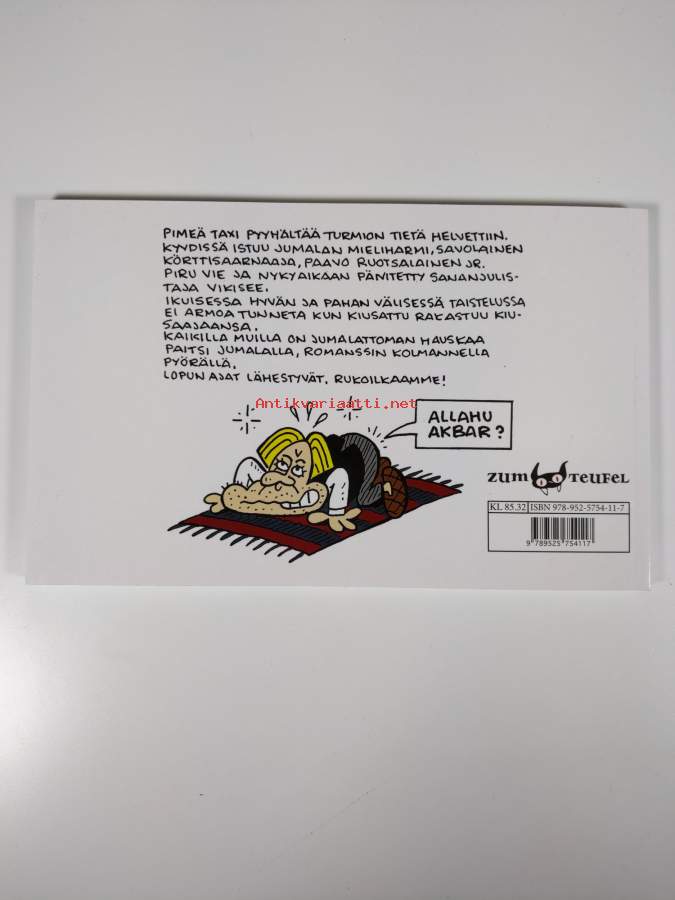 PIMEÄ TAXI PYYHÄLTÄÄ TURMION TIETÄ HELVETTIIN.
KYYDISSÄ ISTUU JUMALAN MIELIHARMI, SAVOLAINEN
KÖRTTISAARNAAJA, PAAVO RUOTSALAINEN JR.
PIRU VIE JA NYKYAIKAAN PÄIVITETTY SANANJULIS-
TAJA VIKISEE.
IKUISESSA HYVÄN JA PAHAN VÄLISESSÄ TAISTELUSSA
EI ARMOA TUNNETA KUN KIUSATTU RAKASTUU KIU-
SAAJAANSA.
KAIKILLA MUILLA ON JUMALATTOMAN HAUSKAA
PAITSI JUMALALLA, ROMANSSIN KOLMANNELLA
PYÖRÄLLÄ.
LOPUN AJAT LÄHESTYVÄT. RUKOILKAAMME!
Antikvariaatti.net
ALLAHU
AKBAR?
ZUM TEUFEL
KL 85.32 ISBN 978-952-5754-11-7
9 789525 754117